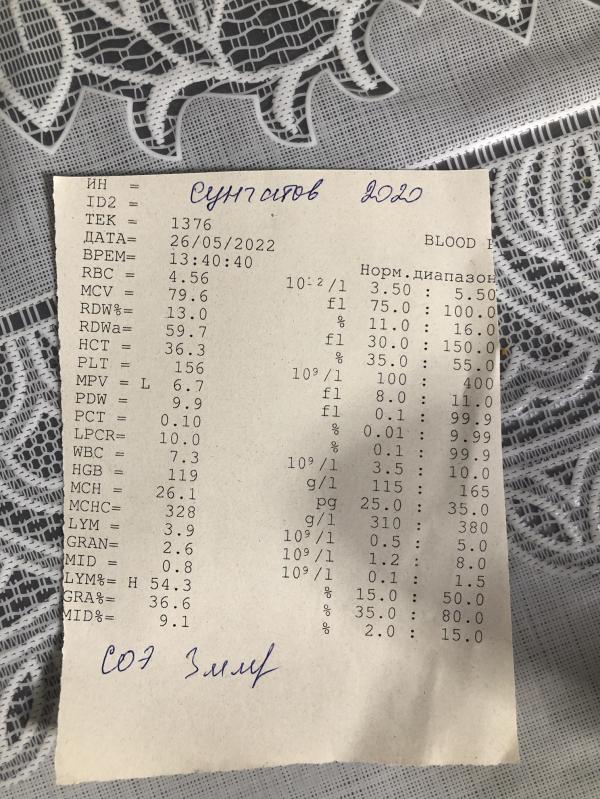 ИН =
Сунгатов 2020
ID2 =
ТЕК = 1376
ДАТА= 26/05/2022 BLOOD
ВРЕМ= 13:40:40 Норм.диапазон
RBC = 4.56 10¹²/l 3.50 : 5.50
MCV = 79.6 fl 75.0 : 100.0
RDW%= 13.0 % 11.0 : 16.0
RDWa= 59.7 fl 30.0 : 150.0
HCT = 36.3 % 35.0 : 55.0
PLT = 156 10⁹/l 100 : 400
MPV = L 6.7 fl 8.0 : 11.0
PDW = 9.9 fl 0.1 : 99.9
PCT = 0.10 % 0.01 : 9.99
LPCR= 10.0 % 0.1 : 99.9
WBC = 7.3 10⁹/l 3.5 : 10.0
HGB = 119 g/l 115 : 165
MCH = 26.1 pg 25.0 : 35.0
MCHC= 328 g/l 310 : 380
LYM = 3.9 10⁹/l 0.5 : 5.0
GRAN= 2.6 10⁹/l 1.2 : 8.0
MID = 0.8 10⁹/l 0.1 : 1.5
LYM%= H 54.3 % 15.0 : 50.0
GRA%= 36.6 % 35.0 : 80.0
MID%= 9.1 % 2.0 : 15.0
СОЭ 3